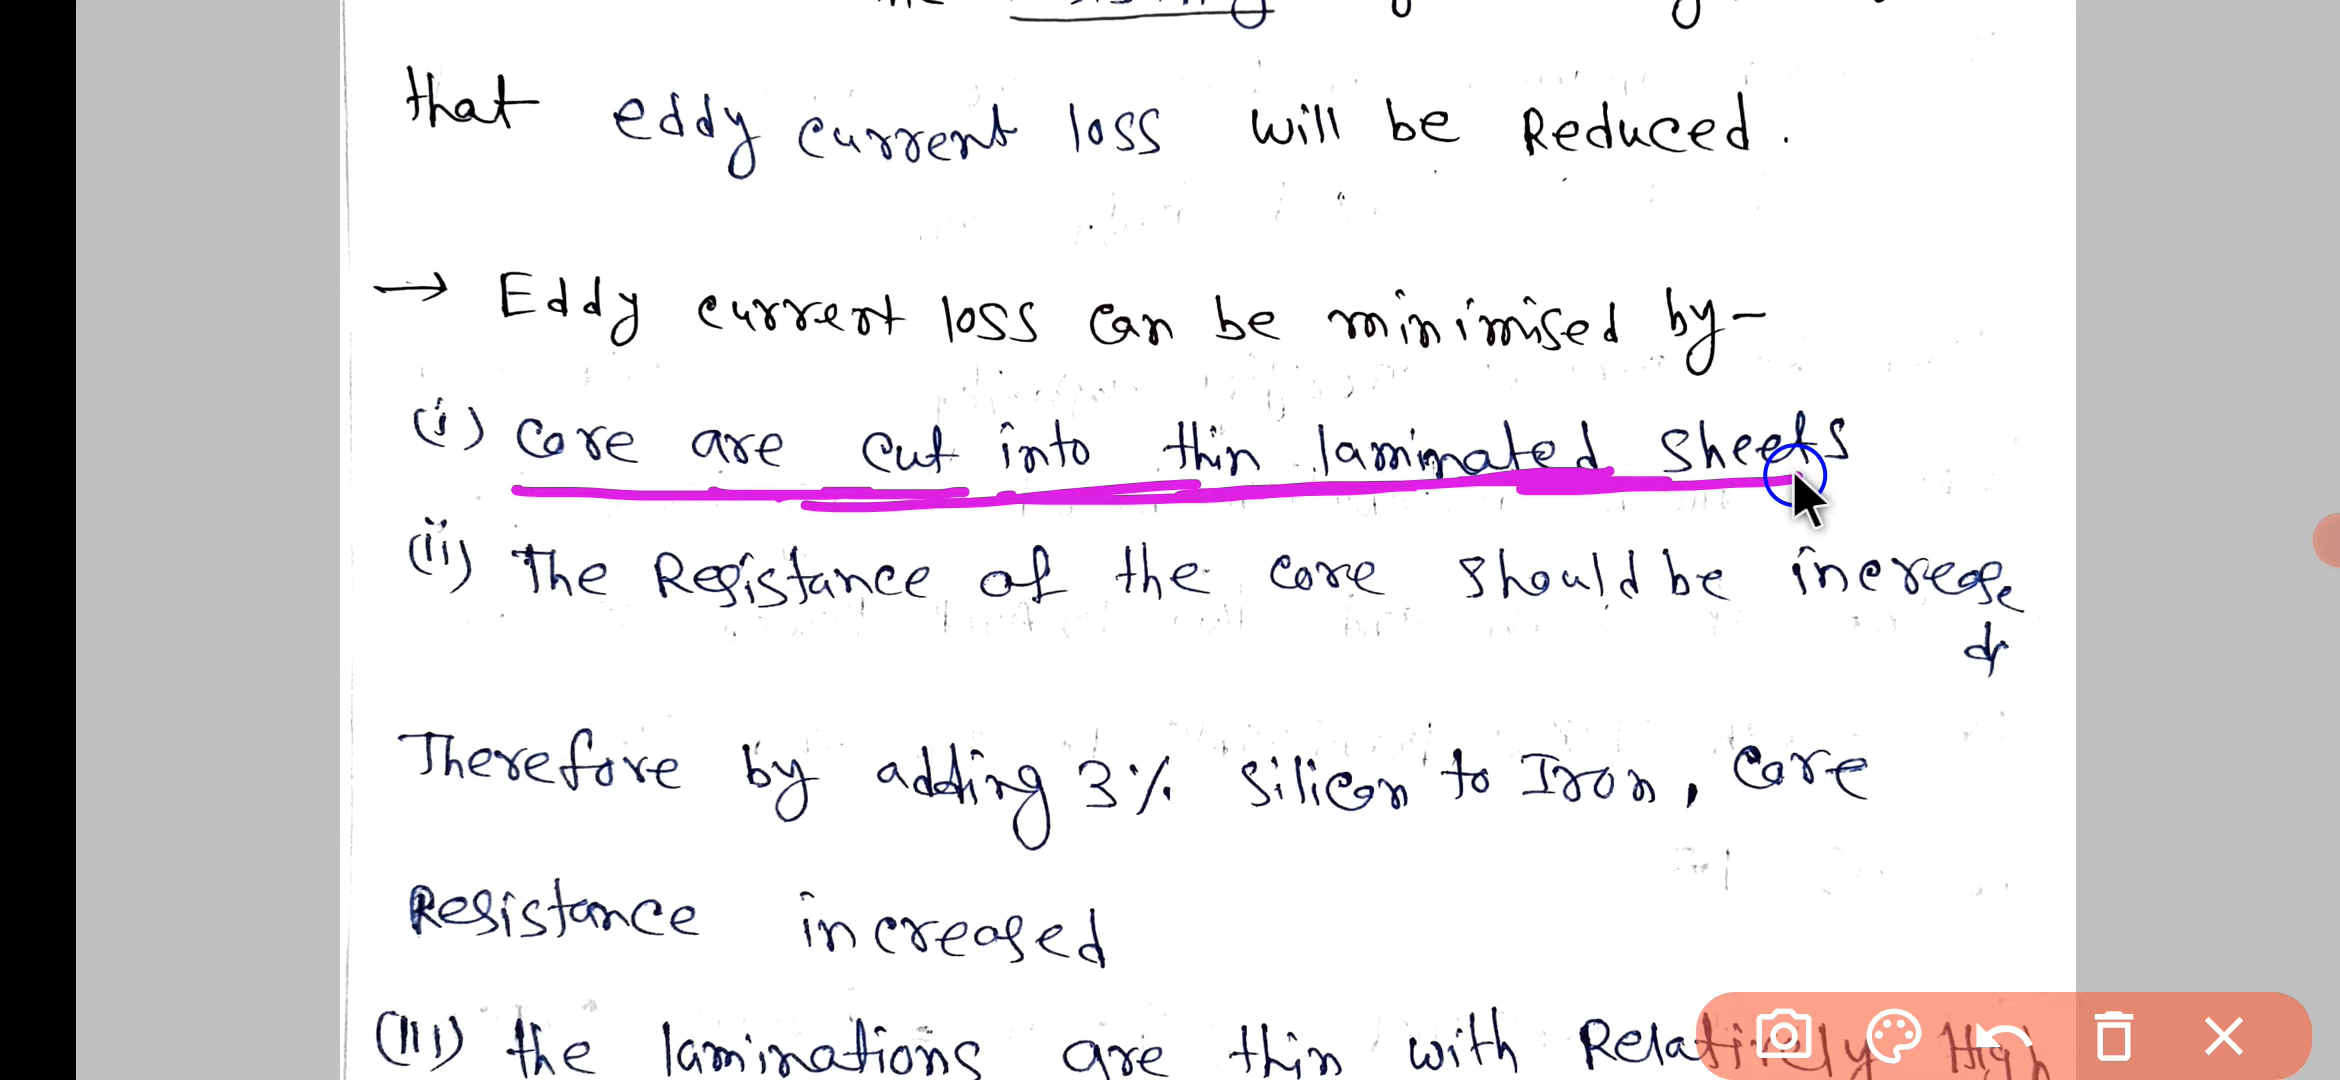 that eddy current loss will be Reduced.
→ Eddy current loss can be minimised by-
(i) Core are cut into thin laminated sheets
(ii) The Resistance of the core should be increase
d
Therefore by adding 3% silicon to Iron, Core
Resistance increased
(III) the laminations are thin with Relatively High